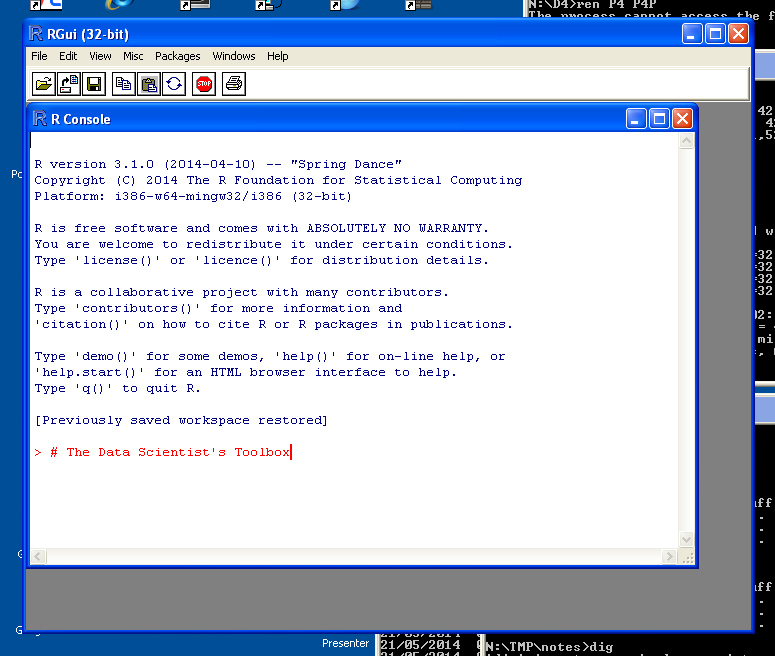 N:\D4>ren P4 P4P
The process cannot access the f
RGui (32-bit)
File Edit View Misc Packages Windows Help
STOP
R Console
R version 3.1.0 (2014-04-10) -- "Spring Dance"
Copyright (C) 2014 The R Foundation for Statistical Computing
Platform: i386-w64-mingw32/i386 (32-bit)
R is free software and comes with ABSOLUTELY NO WARRANTY.
You are welcome to redistribute it under certain conditions.
Type 'license()' or 'licence()' for distribution details.
R is a collaborative project with many contributors.
Type 'contributors()' for more information and
'citation()' on how to cite R or R packages in publications.
Type 'demo()' for some demos, 'help()' for on-line help, or
'help.start()' for an HTML browser interface to help.
Type 'q()' to quit R.
[Previously saved workspace restored]
> # The Data Scientist's Toolbox
Presenter
21/05/2014
N:\TMP\notes>dig